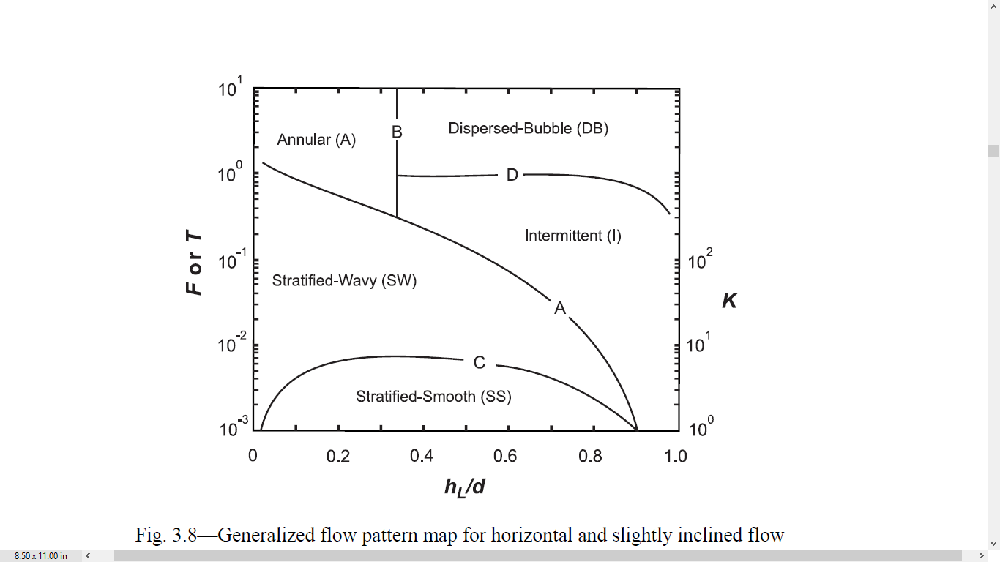 10^1
Annular (A)
B
Dispersed-Bubble (DB)
10^0
D
Intermittent (I)
F or T
10^-1
10^2
Stratified-Wavy (SW)
K
A
10^-2
10^1
C
Stratified-Smooth (SS)
10^-3
10^0
0 0.2 0.4 0.6 0.8 1.0
h_L/d
Fig. 3.8—Generalized flow pattern map for horizontal and slightly inclined flow
8.50 x 11.00 in